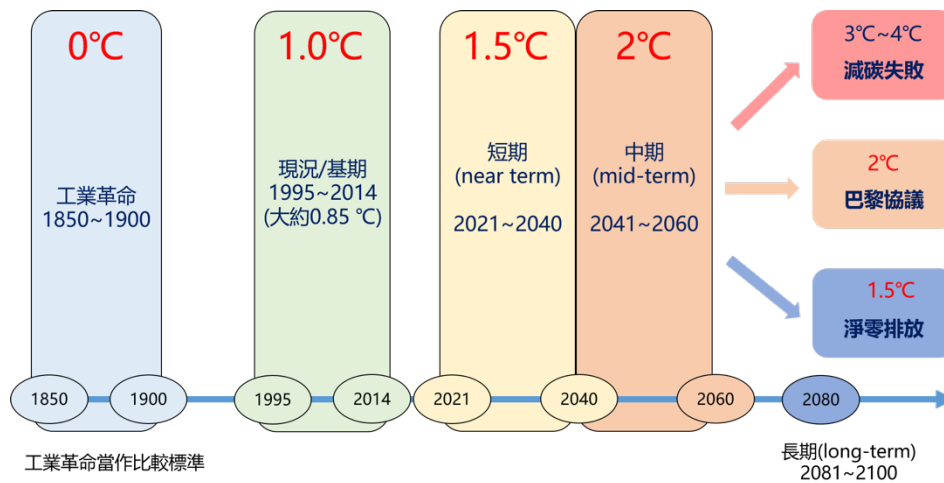 0℃
工業革命
1850~1900
1.0℃
現況/基期
1995~2014
(大約0.85 ℃)
1.5℃
短期
(near term)
2021~2040
2℃
中期
(mid-term)
2041~2060
3℃~4℃
減碳失敗
2℃
巴黎協議
1.5℃
淨零排放
1850
1900
1995
2014
2021
2040
2060
2080
工業革命當作比較標準
長期(long-term)
2081~2100